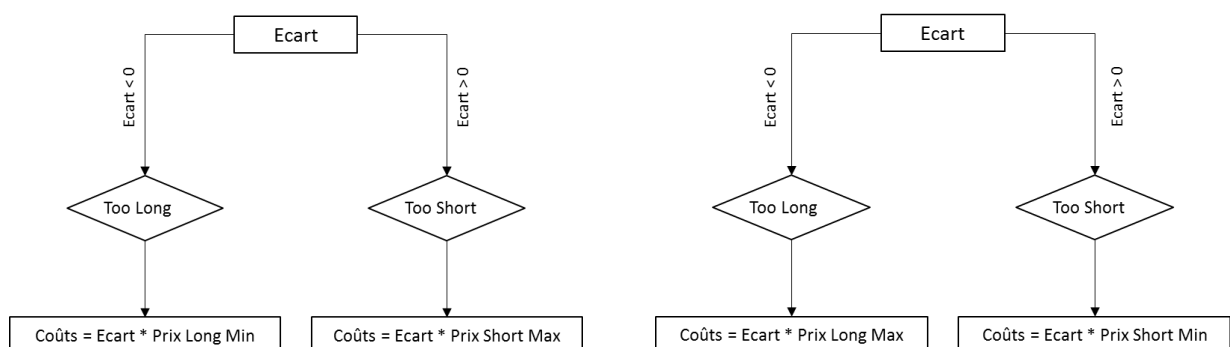 Ecart
Ecart < 0
Ecart > 0
Too Long
Too Short
Coûts = Ecart * Prix Long Min
Coûts = Ecart * Prix Short Max
Ecart
Ecart < 0
Ecart > 0
Too Long
Too Short
Coûts = Ecart * Prix Long Max
Coûts = Ecart * Prix Short Min